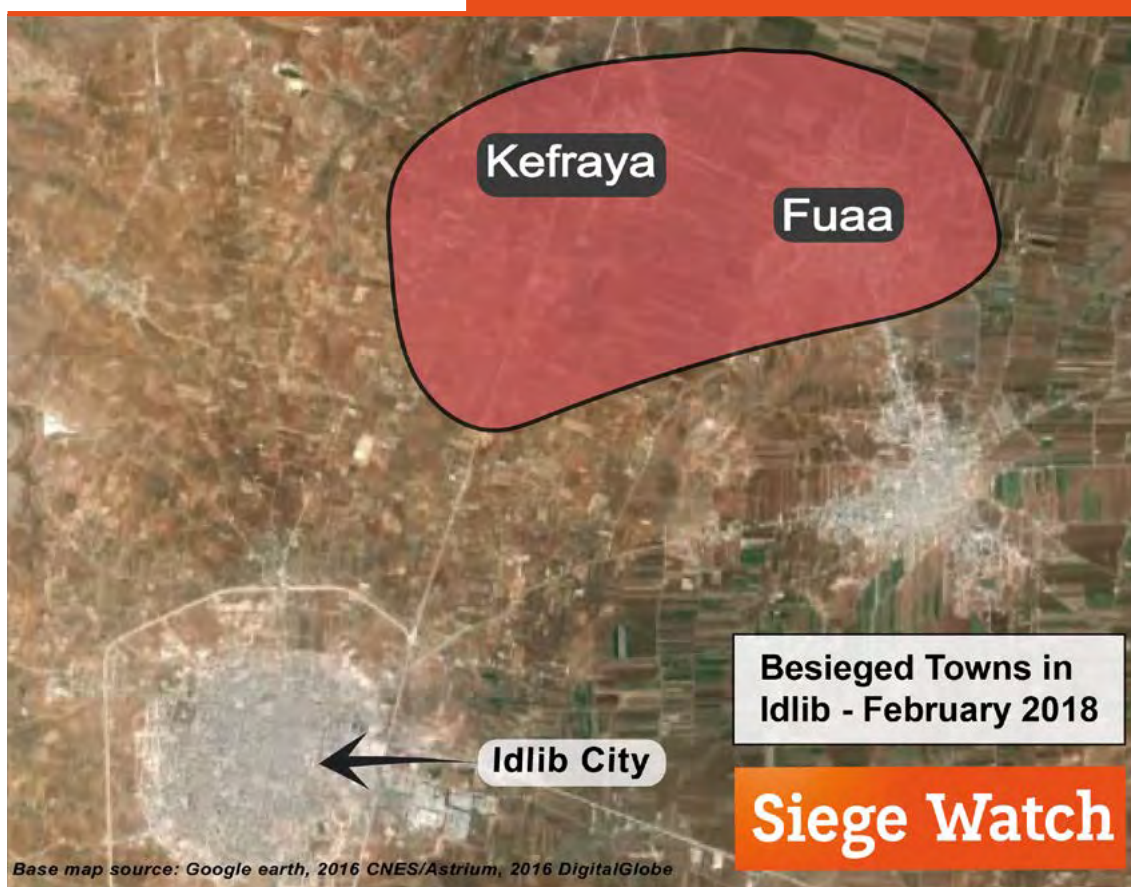 Kefraya
Fuaa
Besieged Towns in
Idlib - February 2018
Idlib City
Siege Watch
Base map source: Google earth, 2016 CNES/Astrium, 2016 DigitalGlobe